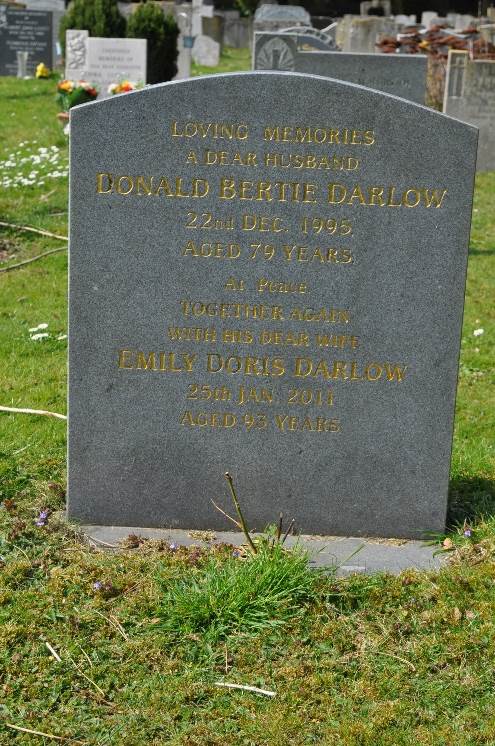 LOVING MEMORIES
A DEAR HUSBAND
DONALD BERTIE DARLOW
22nd DEC. 1995
AGED 79 YEARS.
At Peace
TOGETHER AGAIN
WITH HIS DEAR WIFE
EMILY DORIS DARLOW
25th JAN. 2011
AGED 93 YEARS